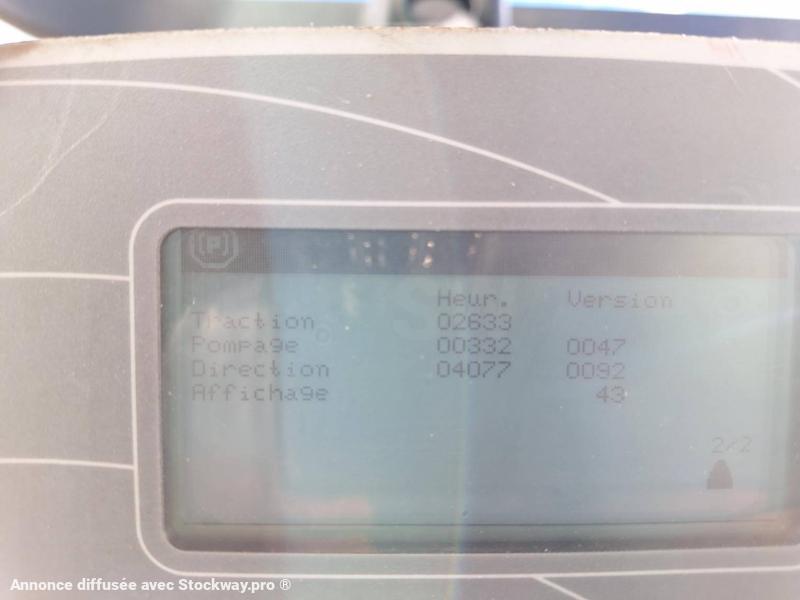 (P)
Heur. Version
Traction 02633
Pompage 00332 0047
Direction 04077 0092
Affichage 43
2/2
Annonce diffusée avec Stockway.pro ®